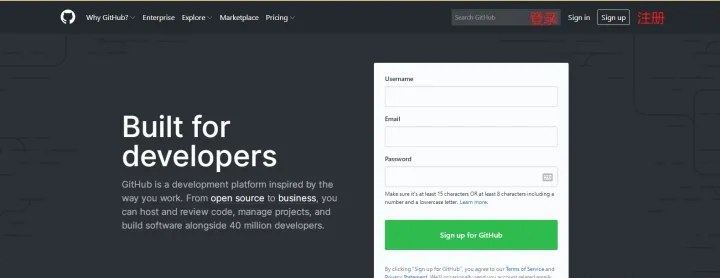 Why GitHub? Enterprise Explore Marketplace Pricing Search GitHub 登录 Sign in Sign up 注册
Username
Email
Built for
developers
Password
GitHub is a development platform inspired by the
way you work. From open source to business, you
can host and review code, manage projects, and
build software alongside 40 million developers.
Make sure it's at least 15 characters OR at least 8 characters including a
number and a lowercase letter. Learn more.
Sign up for GitHub
By clicking "Sign up for GitHub", you agree to our Terms of Service and
Privacy Statement. We'll occasionally send you account related emails.